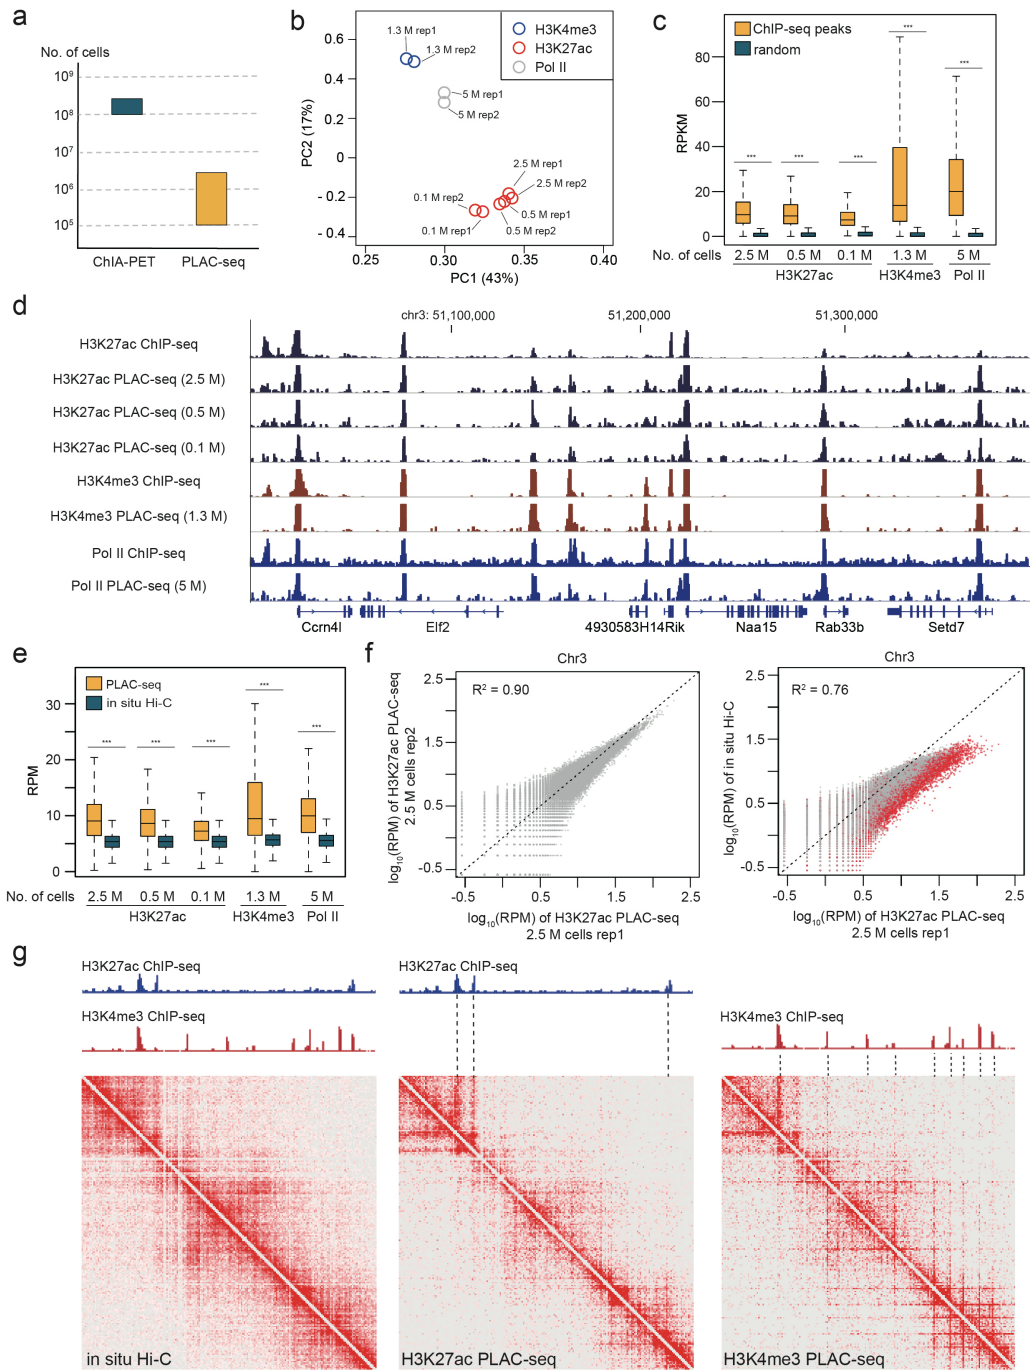 a
No. of cells
10⁹
10⁸
10⁷
10⁶
10⁵
ChIA-PET
PLAC-seq
b
PC2 (17%)
0.6
0.4
0.2
0
- 0.2
- 0.4
0.25
0.30
0.35
0.40
PC1 (43%)
H3K4me3
H3K27ac
Pol II
1.3 M rep1
1.3 M rep2
5 M rep1
5 M rep2
2.5 M rep1
2.5 M rep2
0.1 M rep2
0.5 M rep1
0.1 M rep1
0.5 M rep2
c
ChIP-seq peaks
random
RPKM
80
60
40
20
0
***
***
***
***
***
No. of cells
2.5 M
0.5 M
0.1 M
1.3 M
5 M
H3K27ac
H3K4me3
Pol II
d
chr3: 51,100,000
51,200,000
51,300,000
H3K27ac ChIP-seq
H3K27ac PLAC-seq (2.5 M)
H3K27ac PLAC-seq (0.5 M)
H3K27ac PLAC-seq (0.1 M)
H3K4me3 ChIP-seq
H3K4me3 PLAC-seq (1.3 M)
Pol II ChIP-seq
Pol II PLAC-seq (5 M)
Ccrn4l
Elf2
4930583H14Rik
Naa15
Rab33b
Setd7
e
PLAC-seq
in situ Hi-C
RPM
30
20
10
0
***
***
***
***
***
No. of cells
2.5 M
0.5 M
0.1 M
1.3 M
5 M
H3K27ac
H3K4me3
Pol II
f
Chr3
R² = 0.90
log₁₀(RPM) of H3K27ac PLAC-seq
2.5 M cells rep2
2.5
1.5
0.5
-0.5
-0.5
0.5
1.5
2.5
log₁₀(RPM) of H3K27ac PLAC-seq
2.5 M cells rep1
Chr3
R² = 0.76
log₁₀(RPM) of in situ Hi-C
2.5
1.5
0.5
-0.5
-0.5
0.5
1.5
2.5
log₁₀(RPM) of H3K27ac PLAC-seq
2.5 M cells rep1
g
H3K27ac ChIP-seq
H3K4me3 ChIP-seq
in situ Hi-C
H3K27ac ChIP-seq
H3K27ac PLAC-seq
H3K4me3 ChIP-seq
H3K4me3 PLAC-seq